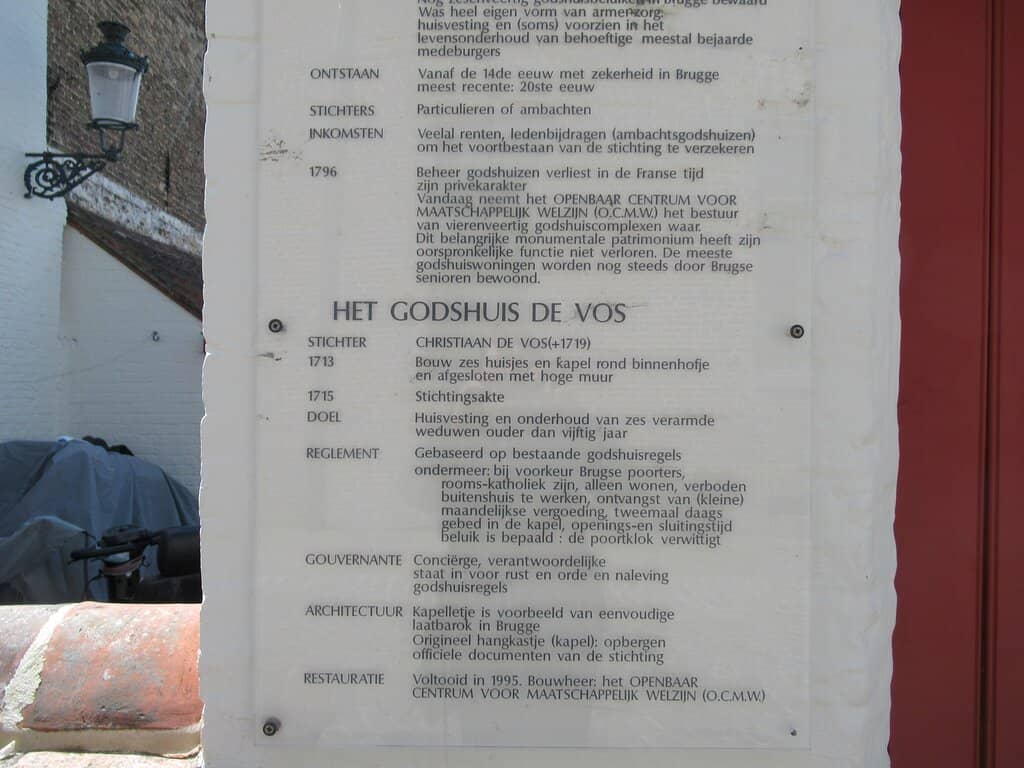 Nog zesenveertig godshuisbeluiken in Brugge bewaard
Was heel eigen vorm van armenzorg:
huisvesting en (soms) voorzien in het
levensonderhoud van behoeftige meestal bejaarde
medeburgers
ONTSTAAN Vanaf de 14de eeuw met zekerheid in Brugge
meest recente: 20ste eeuw
STICHTERS Particulieren of ambachten
INKOMSTEN Veelal renten, ledenbijdragen (ambachtsgodshuizen)
om het voortbestaan van de stichting te verzekeren
1796 Beheer godshuizen verliest in de Franse tijd
zijn privékarakter
Vandaag neemt het OPENBAAR CENTRUM VOOR
MAATSCHAPPELIJK WELZIJN (O.C.M.W.) het bestuur
van vierenveertig godshuiscomplexen waar.
Dit belangrijke monumentale patrimonium heeft zijn
oorspronkelijke functie niet verloren. De meeste
godshuiswoningen worden nog steeds door Brugse
senioren bewoond.
HET GODSHUIS DE VOS
STICHTER CHRISTIAAN DE VOS(+1719)
1713 Bouw zes huisjes en kapel rond binnenhofje
en afgesloten met hoge muur
1715 Stichtingsakte
DOEL Huisvesting en onderhoud van zes verarmde
weduwen ouder dan vijftig jaar
REGLEMENT Gebaseerd op bestaande godshuisregels
ondermeer: bij voorkeur Brugse poorters,
rooms-katholiek zijn, alleen wonen, verboden
buitenshuis te werken, ontvangst van (kleine)
maandelijkse vergoeding, tweemaal daags
gebed in de kapel, openings-en sluitingstijd
beluik is bepaald : de poortklok verwittigt
GOUVERNANTE Conciërge, verantwoordelijke
staat in voor rust en orde en naleving
godshuisregels
ARCHITECTUUR Kapelletje is voorbeeld van eenvoudige
laatbarok in Brugge
Origineel hangkastje (kapel): opbergen
officiele documenten van de stichting
RESTAURATIE Voltooid in 1995. Bouwheer: het OPENBAAR
CENTRUM VOOR MAATSCHAPPELIJK WELZIJN (O.C.M.W.)